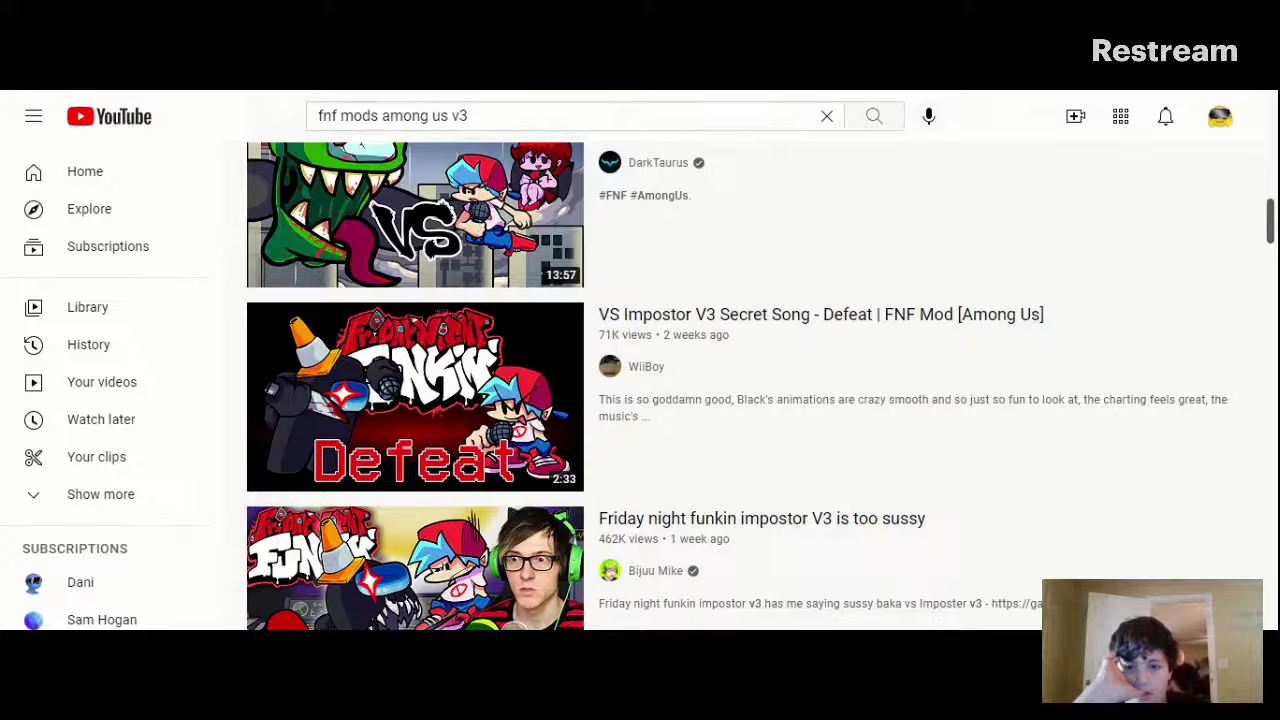 Restream
YouTube
fnf mods among us v3
Home
Explore
Subscriptions
Library
History
Your videos
Watch later
Your clips
Show more
SUBSCRIPTIONS
Dani
Sam Hogan
VS
13:57
DarkTaurus
#FNF #AmongUs.
FRIDAY NIGHT
FUNKIN'
Defeat
2:33
VS Impostor V3 Secret Song - Defeat | FNF Mod [Among Us]
71K views • 2 weeks ago
WiiBoy
This is so goddamn good, Black's animations are crazy smooth and so just so fun to look at, the charting feels great, the
music's ...
FRIDAY NIGHT
Friday night funkin impostor V3 is too sussy
462K views • 1 week ago
Bijuu Mike
Friday night funkin impostor v3 has me saying sussy baka vs Imposter v3 - https://ga